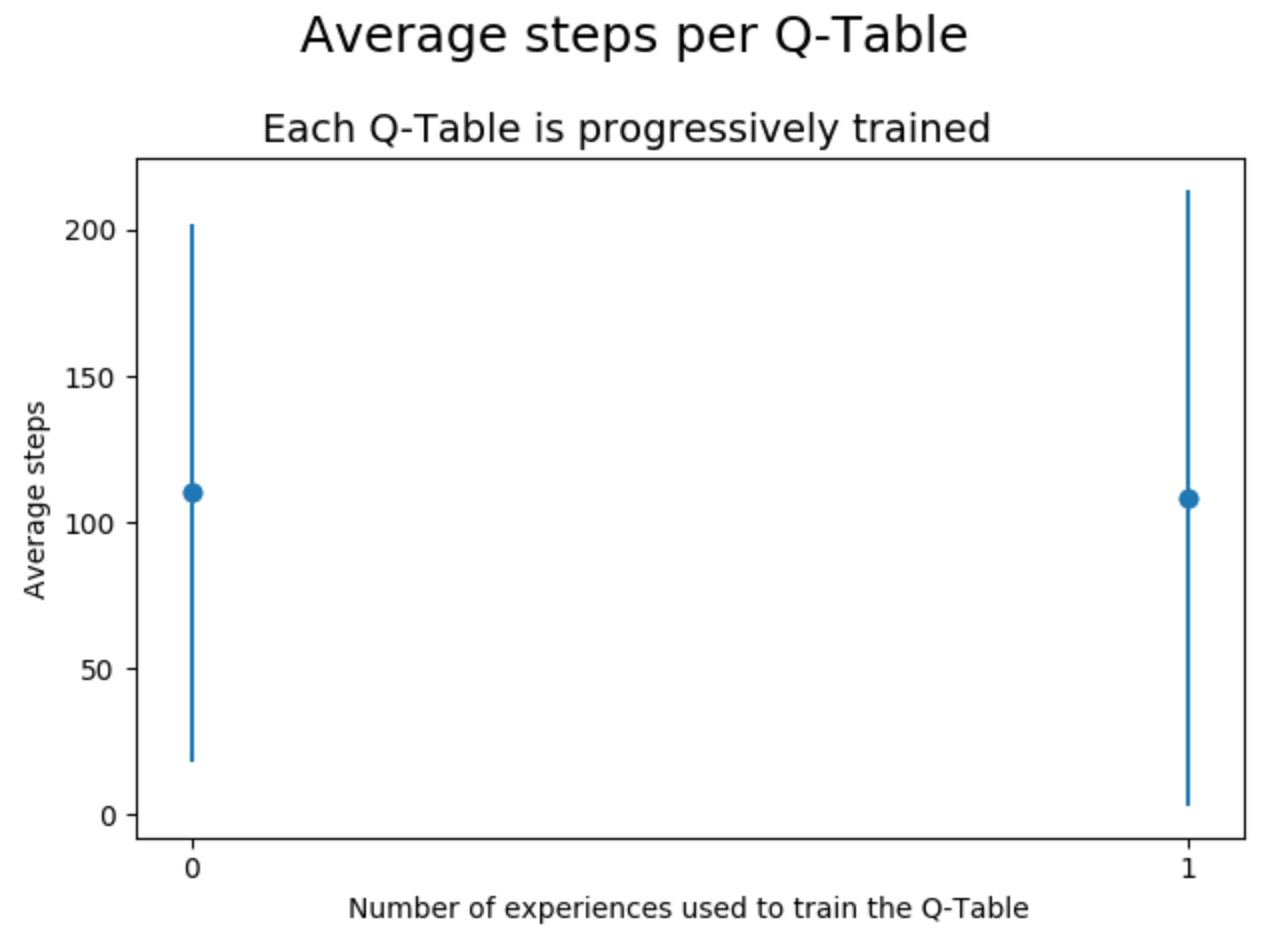 Average steps per Q-Table
Each Q-Table is progressively trained
200
150
100
50
0
Average steps
0 1
Number of experiences used to train the Q-Table